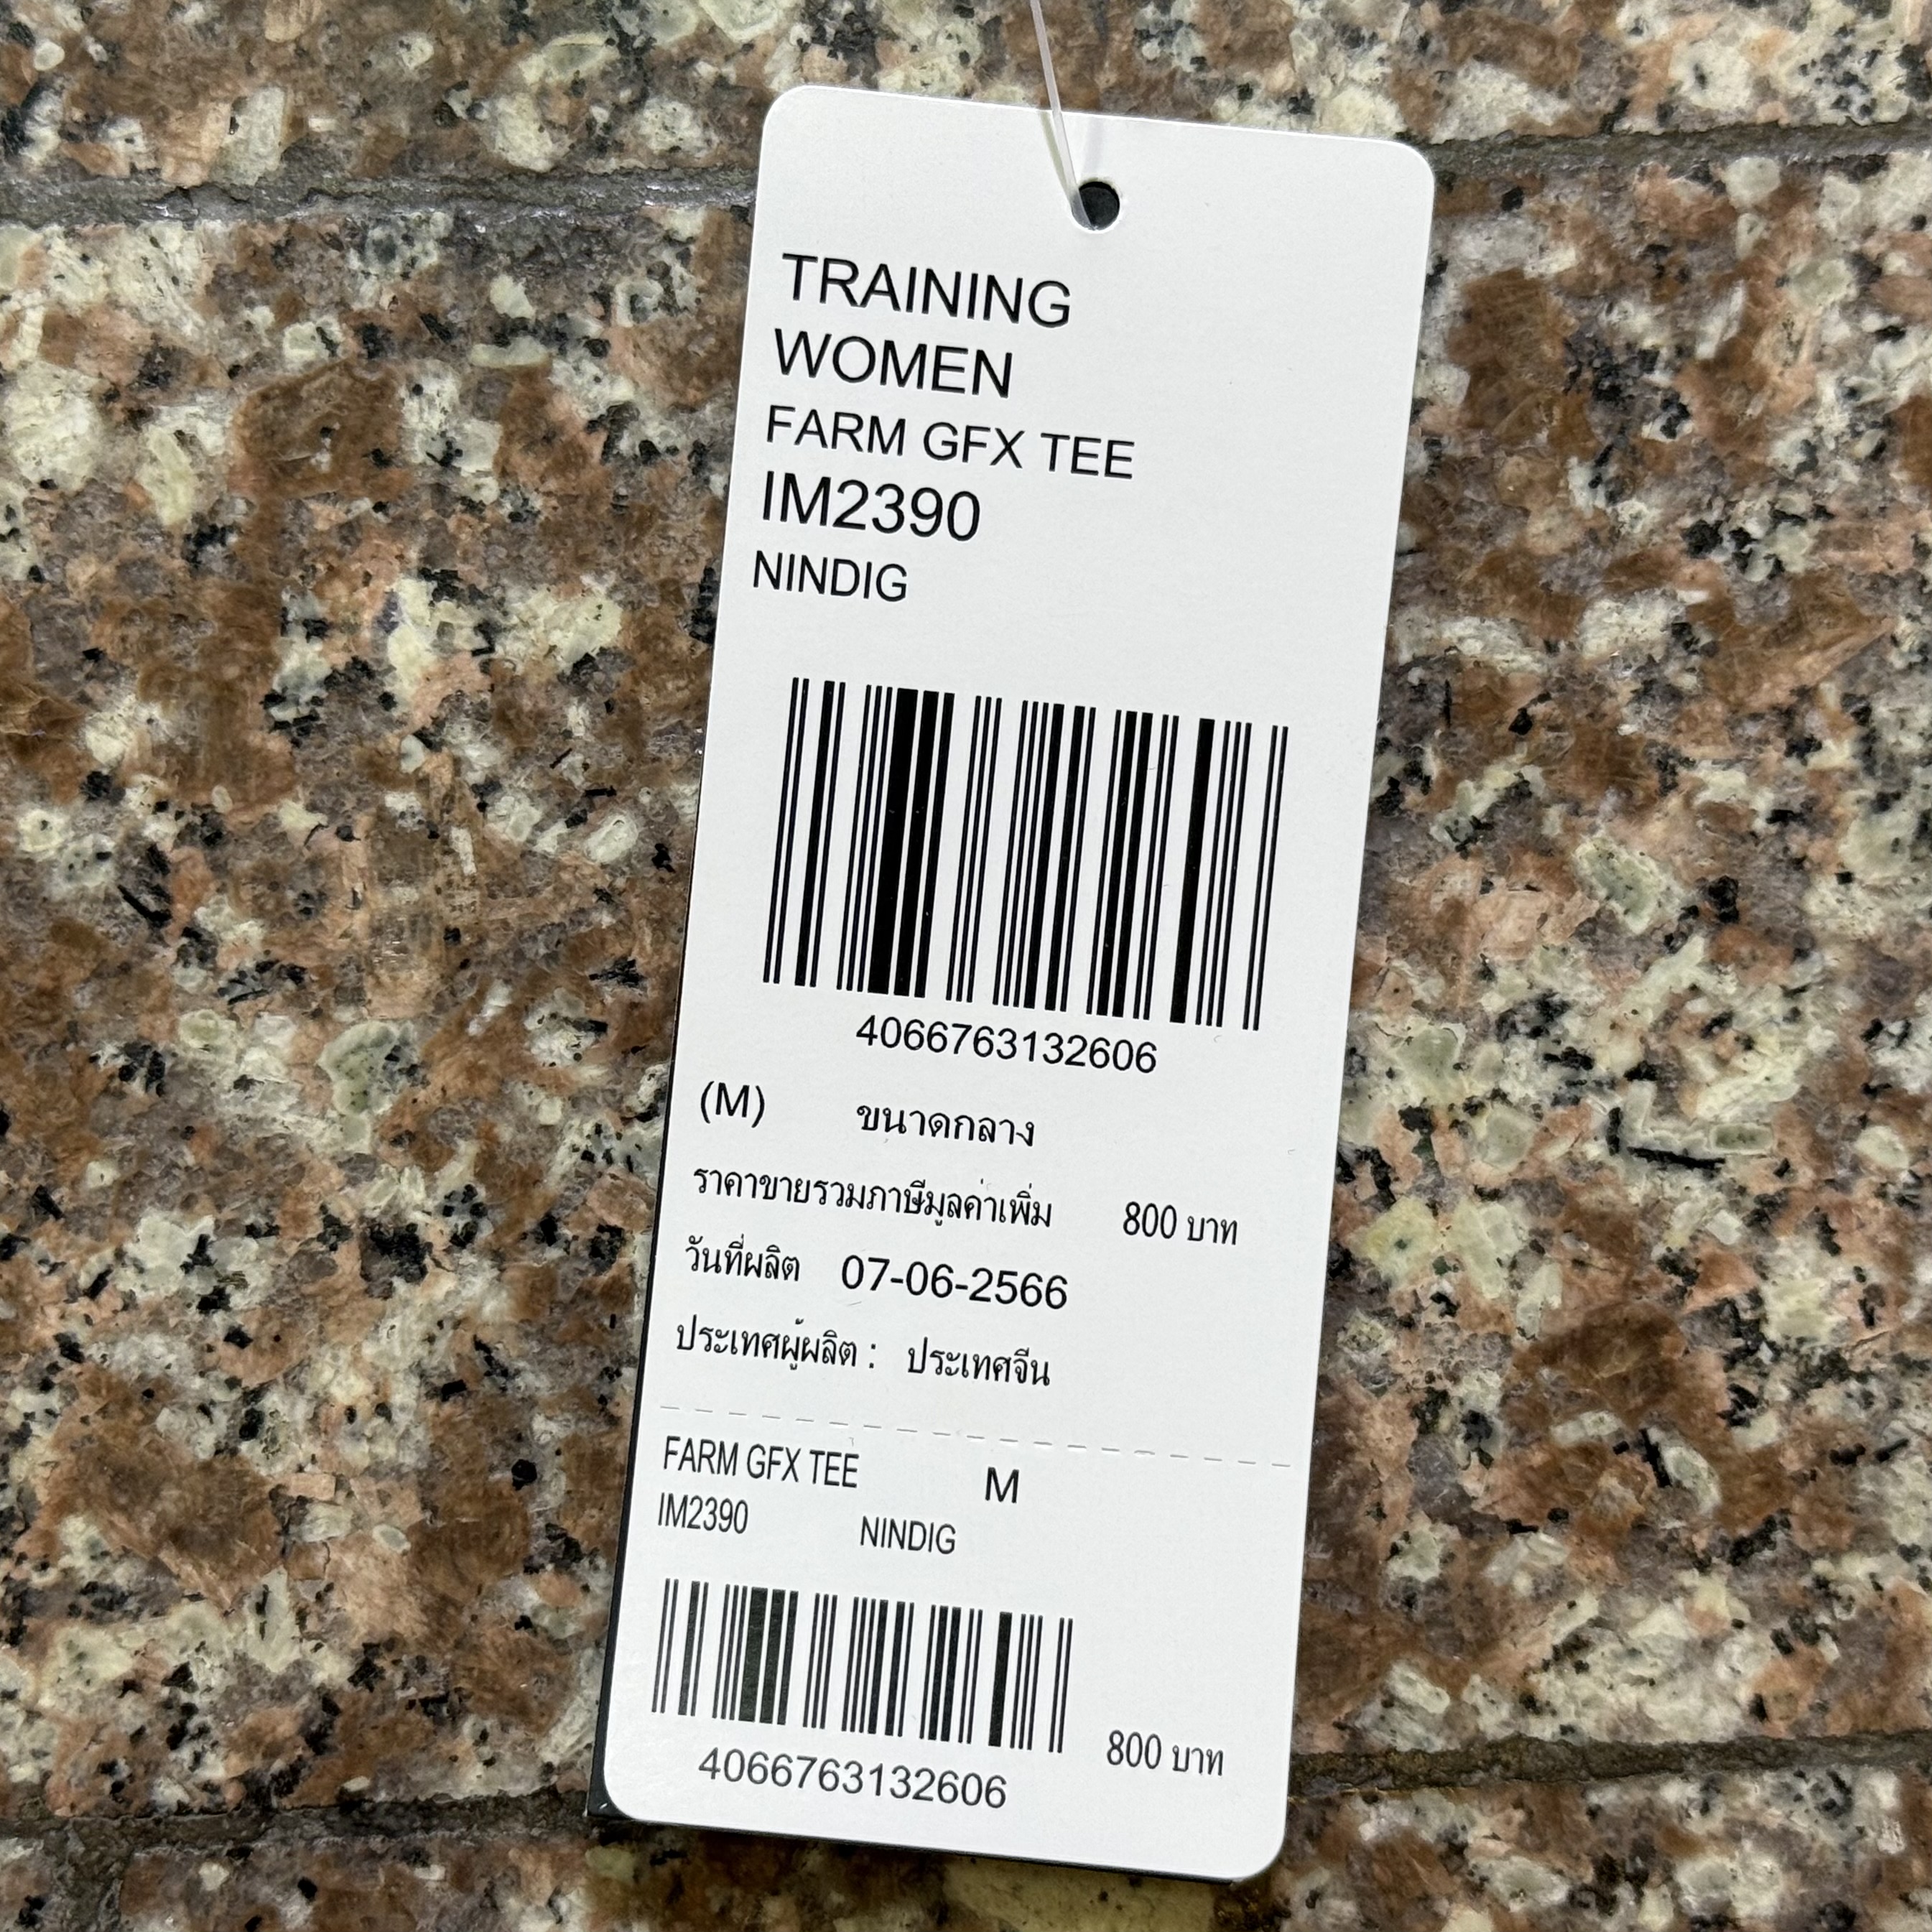 TRAINING
WOMEN
FARM GFX TEE
IM2390
NINDIG
4066763132606
(M) ขนาดกลาง
ราคาขายรวมภาษีมูลค่าเพิ่ม 800 บาท
วันที่ผลิต 07-06-2566
ประเทศผู้ผลิต : ประเทศจีน
FARM GFX TEE M
IM2390 NINDIG
800 บาท
4066763132606